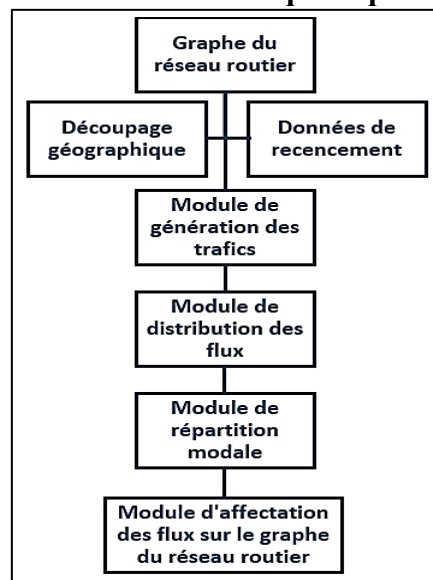 Graphe du
réseau routier
Découpage
géographique
Données de
recencement
Module de
génération des
trafics
Module de
distribution des
flux
Module de
répartition
modale
Module d'affectation
des flux sur le graphe
du réseau routier